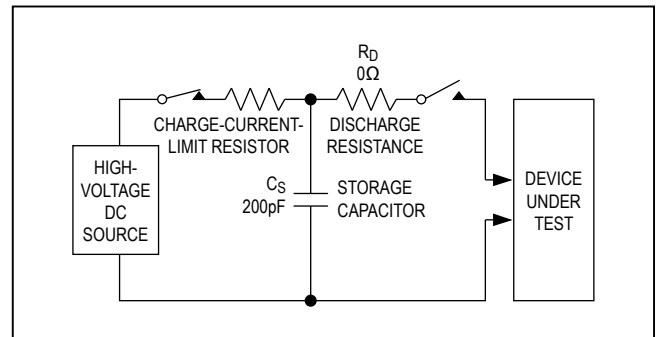 R_D
0Ω
CHARGE-CURRENT-
LIMIT RESISTOR
DISCHARGE
RESISTANCE
HIGH-
VOLTAGE
DC
SOURCE
C_S
200pF
STORAGE
CAPACITOR
DEVICE
UNDER
TEST